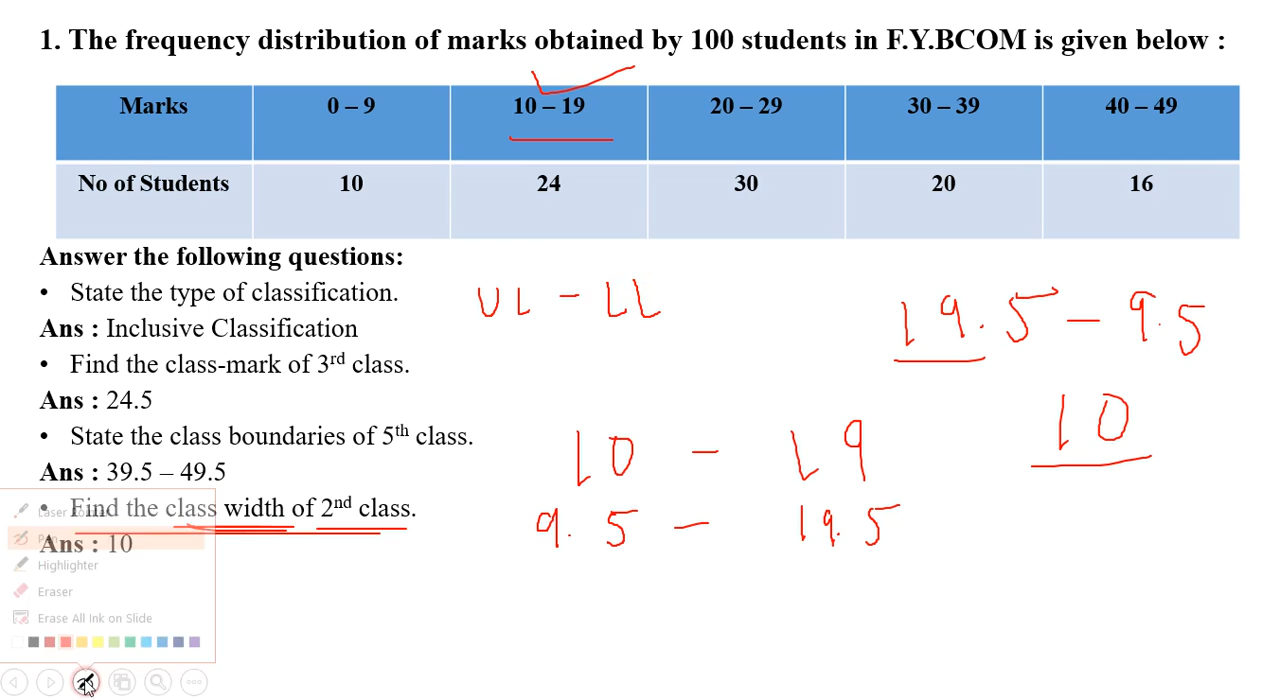 1. The frequency distribution of marks obtained by 100 students in F.Y.BCOM is given below :
Marks 0 – 9 10 – 19 20 – 29 30 – 39 40 – 49
No of Students 10 24 30 20 16
Answer the following questions:
• State the type of classification.
UL – LL
19.5 – 9.5
Ans : Inclusive Classification
• Find the class-mark of 3rd class.
Ans : 24.5
10
• State the class boundaries of 5th class.
10 – 19
Ans : 39.5 – 49.5
• Find the class width of 2nd class.
9.5 – 19.5
Laser
Pen
Ans : 10
Highlighter
Eraser
Erase All Ink on Slide